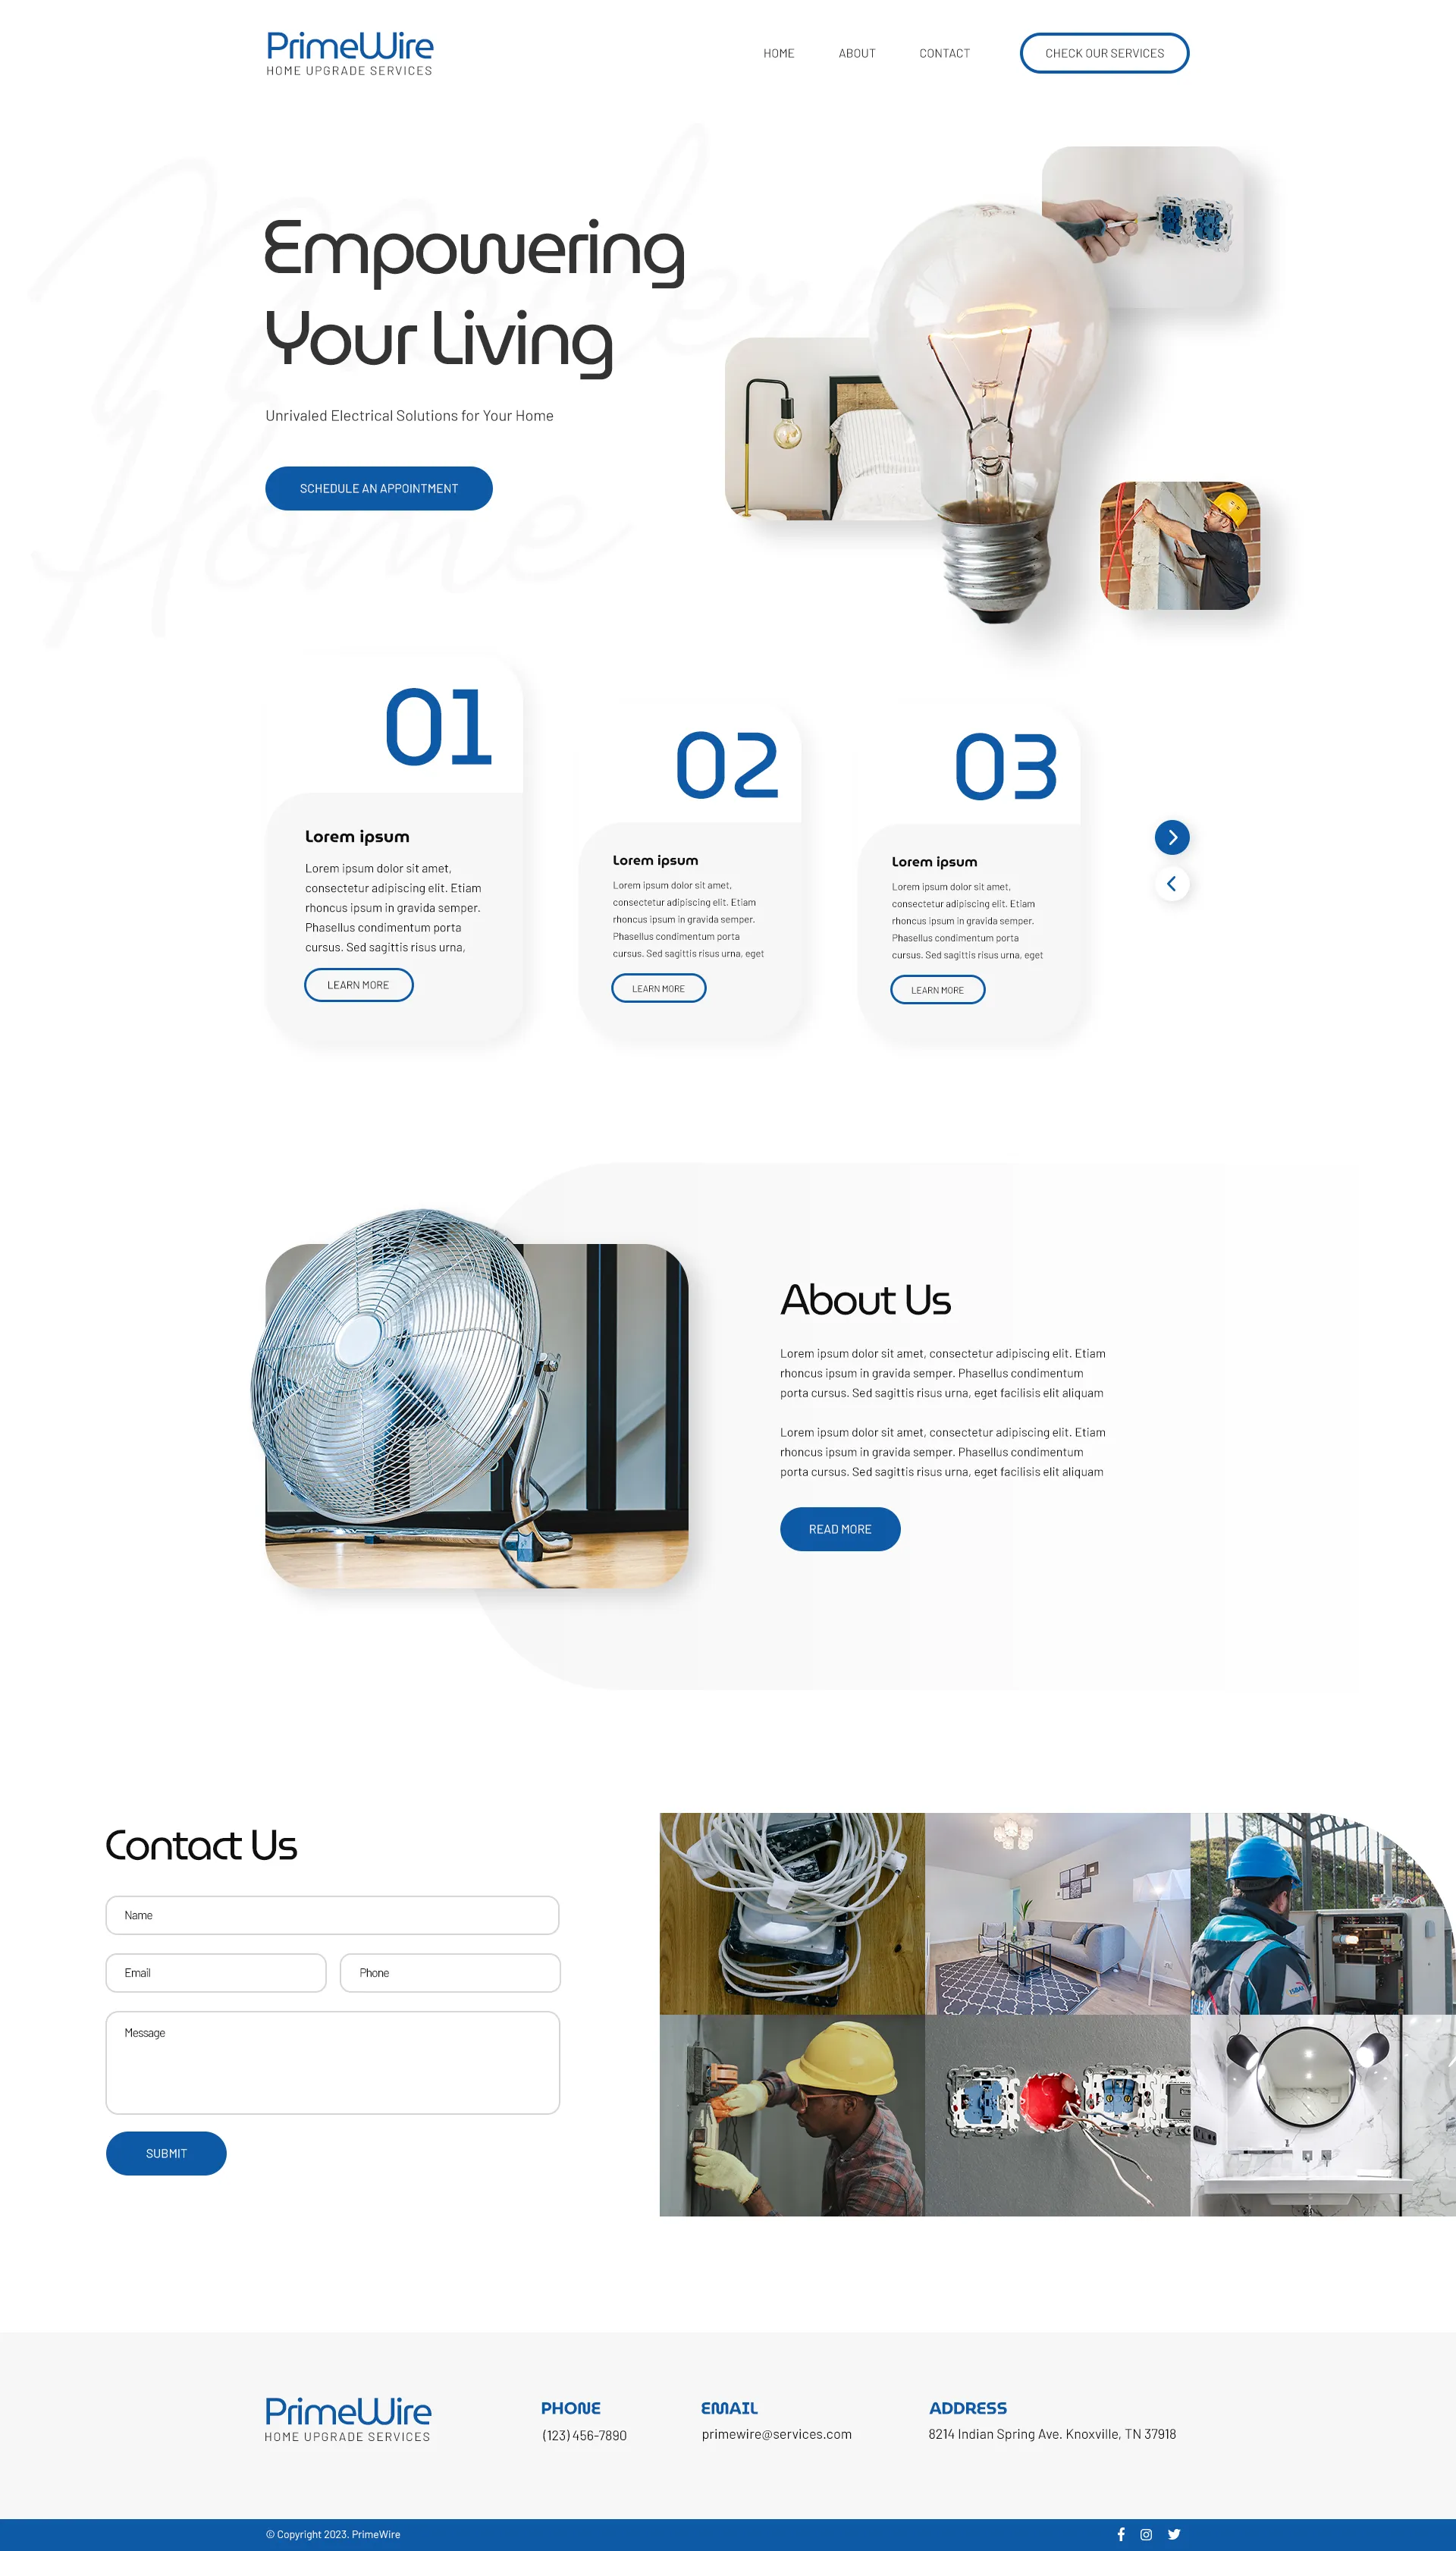 PrimeWire
HOME UPGRADE SERVICES
HOME
ABOUT
CONTACT
CHECK OUR SERVICES
Modern
Home
Empowering
Your Living
Unrivaled Electrical Solutions for Your Home
SCHEDULE AN APPOINTMENT
01
Lorem ipsum
Lorem ipsum dolor sit amet,
consectetur adipiscing elit. Etiam
rhoncus ipsum in gravida semper.
Phasellus condimentum porta
cursus. Sed sagittis risus urna,
LEARN MORE
02
Lorem ipsum
Lorem ipsum dolor sit amet,
consectetur adipiscing elit. Etiam
rhoncus ipsum in gravida semper.
Phasellus condimentum porta
cursus. Sed sagittis risus urna, eget
LEARN MORE
03
Lorem ipsum
Lorem ipsum dolor sit amet,
consectetur adipiscing elit. Etiam
rhoncus ipsum in gravida semper.
Phasellus condimentum porta
cursus. Sed sagittis risus urna, eget
LEARN MORE
About Us
Lorem ipsum dolor sit amet, consectetur adipiscing elit. Etiam
rhoncus ipsum in gravida semper. Phasellus condimentum
porta cursus. Sed sagittis risus urna, eget facilisis elit aliquam
Lorem ipsum dolor sit amet, consectetur adipiscing elit. Etiam
rhoncus ipsum in gravida semper. Phasellus condimentum
porta cursus. Sed sagittis risus urna, eget facilisis elit aliquam
READ MORE
Contact Us
Name
Email
Phone
Message
SUBMIT
PrimeWire
HOME UPGRADE SERVICES
PHONE
(123) 456-7890
EMAIL
primewire@services.com
ADDRESS
8214 Indian Spring Ave. Knoxville, TN 37918
© Copyright 2023. PrimeWire